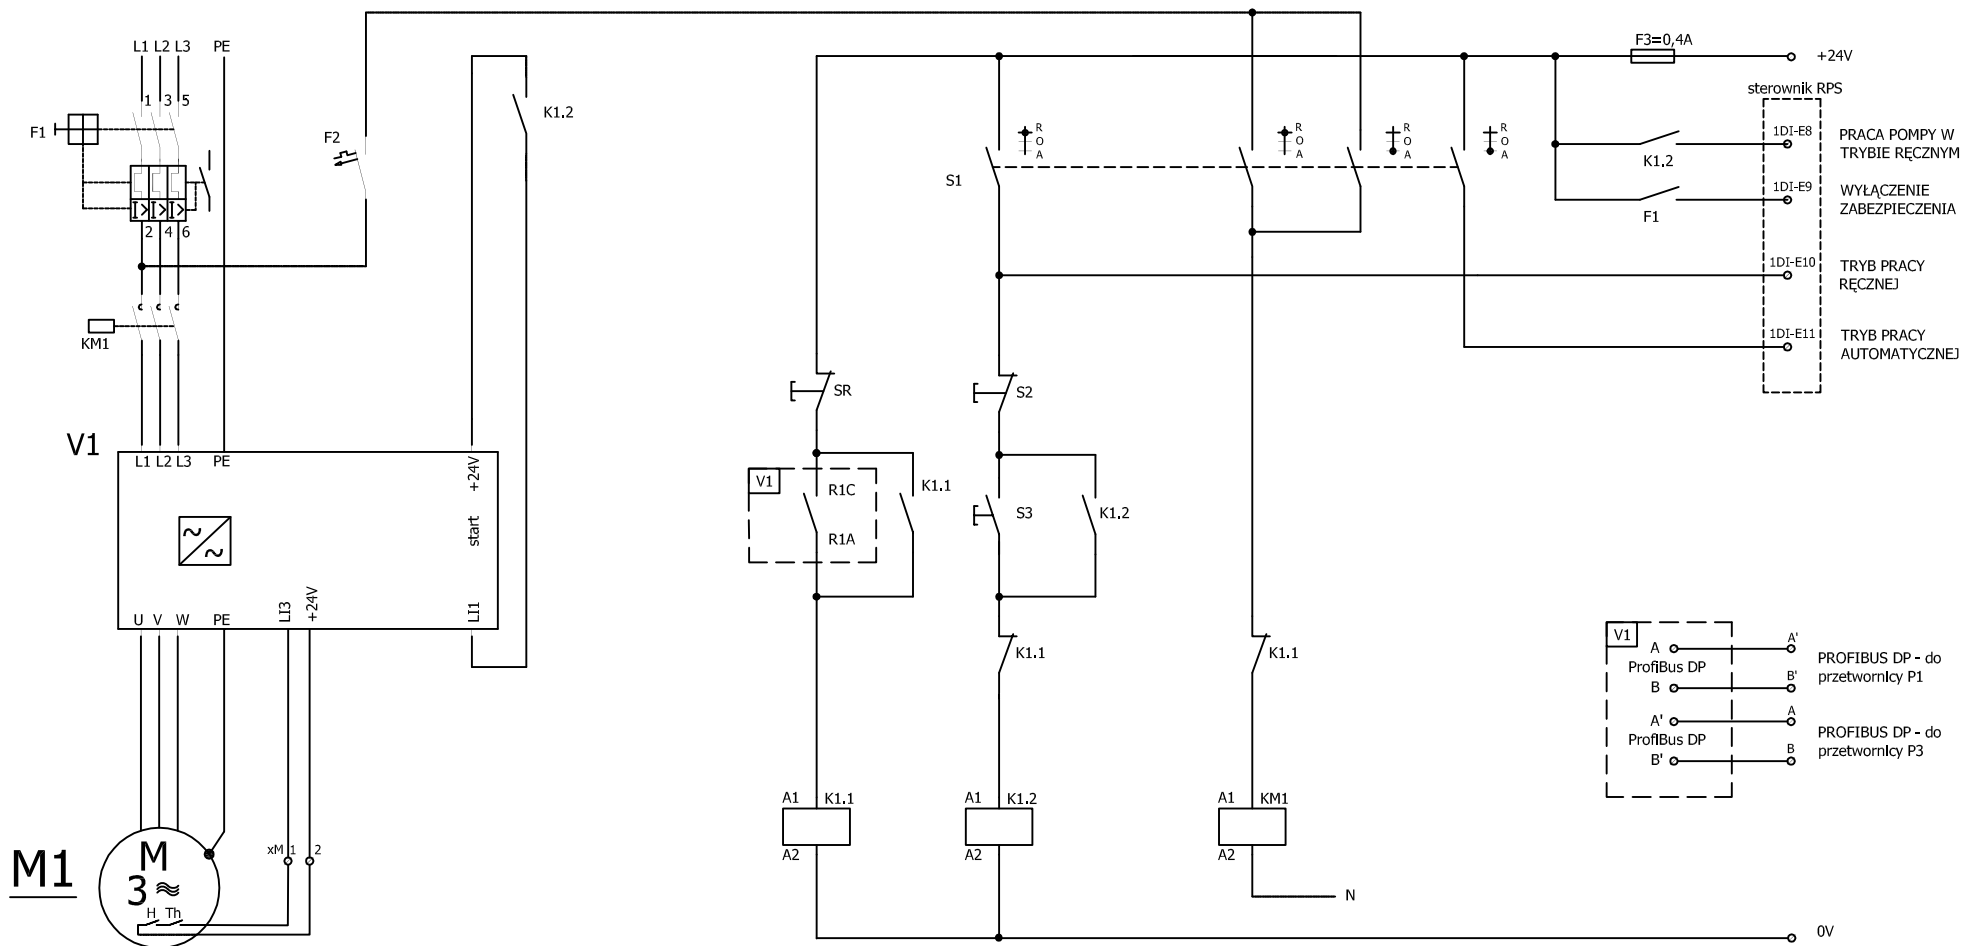 L1 L2 L3 PE
1 3 5
F1
2 4 6
KM1
F2
K1.2
V1
L1 L2 L3 PE
+24V
start
~
~
U V W PE
LI3
+24V
LI1
M1
M
3
H Th
xM 1 2
F3=0,4A
+24V
sterownik RPS
R
O
A
R
O
A
R
O
A
R
O
A
S1
1DI-E8
PRACA POMPY W
TRYBIE RĘCZNYM
K1.2
1DI-E9
WYŁĄCZENIE
ZABEZPIECZENIA
F1
1DI-E10
TRYB PRACY
RĘCZNEJ
1DI-E11
TRYB PRACY
AUTOMATYCZNEJ
SR
S2
V1
R1C
R1A
K1.1
S3
K1.2
K1.1
K1.1
A1 K1.1
A2
A1 K1.2
A2
A1 KM1
A2
N
0V
V1
A
ProfiBus DP
B
A'
ProfiBus DP
B'
A'
B'
A
B
PROFIBUS DP - do
przetwornicy P1
PROFIBUS DP - do
przetwornicy P3